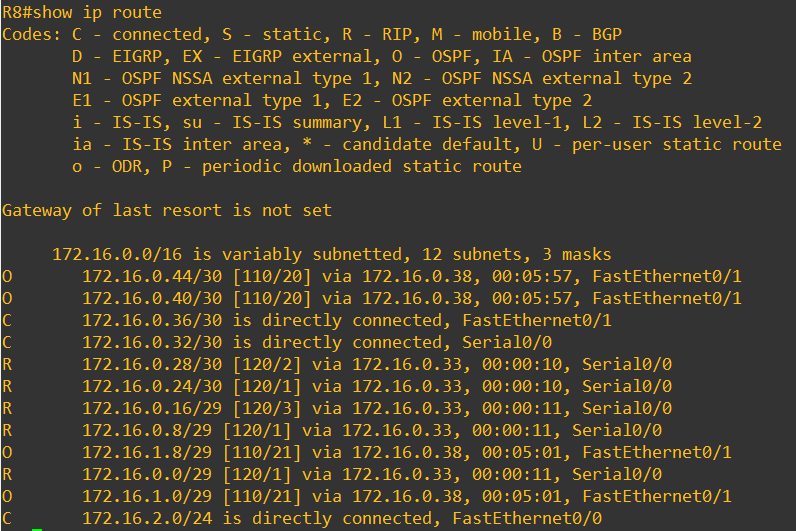 R8#show ip route
Codes: C - connected, S - static, R - RIP, M - mobile, B - BGP
       D - EIGRP, EX - EIGRP external, O - OSPF, IA - OSPF inter area
       N1 - OSPF NSSA external type 1, N2 - OSPF NSSA external type 2
       E1 - OSPF external type 1, E2 - OSPF external type 2
       i - IS-IS, su - IS-IS summary, L1 - IS-IS level-1, L2 - IS-IS level-2
       ia - IS-IS inter area, * - candidate default, U - per-user static route
       o - ODR, P - periodic downloaded static route
Gateway of last resort is not set
     172.16.0.0/16 is variably subnetted, 12 subnets, 3 masks
O       172.16.0.44/30 [110/20] via 172.16.0.38, 00:05:57, FastEthernet0/1
O       172.16.0.40/30 [110/20] via 172.16.0.38, 00:05:57, FastEthernet0/1
C       172.16.0.36/30 is directly connected, FastEthernet0/1
C       172.16.0.32/30 is directly connected, Serial0/0
R       172.16.0.28/30 [120/2] via 172.16.0.33, 00:00:10, Serial0/0
R       172.16.0.24/30 [120/1] via 172.16.0.33, 00:00:10, Serial0/0
R       172.16.0.16/29 [120/3] via 172.16.0.33, 00:00:11, Serial0/0
R       172.16.0.8/29 [120/1] via 172.16.0.33, 00:00:11, Serial0/0
O       172.16.1.8/29 [110/21] via 172.16.0.38, 00:05:01, FastEthernet0/1
R       172.16.0.0/29 [120/1] via 172.16.0.33, 00:00:11, Serial0/0
O       172.16.1.0/29 [110/21] via 172.16.0.38, 00:05:01, FastEthernet0/1
C       172.16.2.0/24 is directly connected, FastEthernet0/0